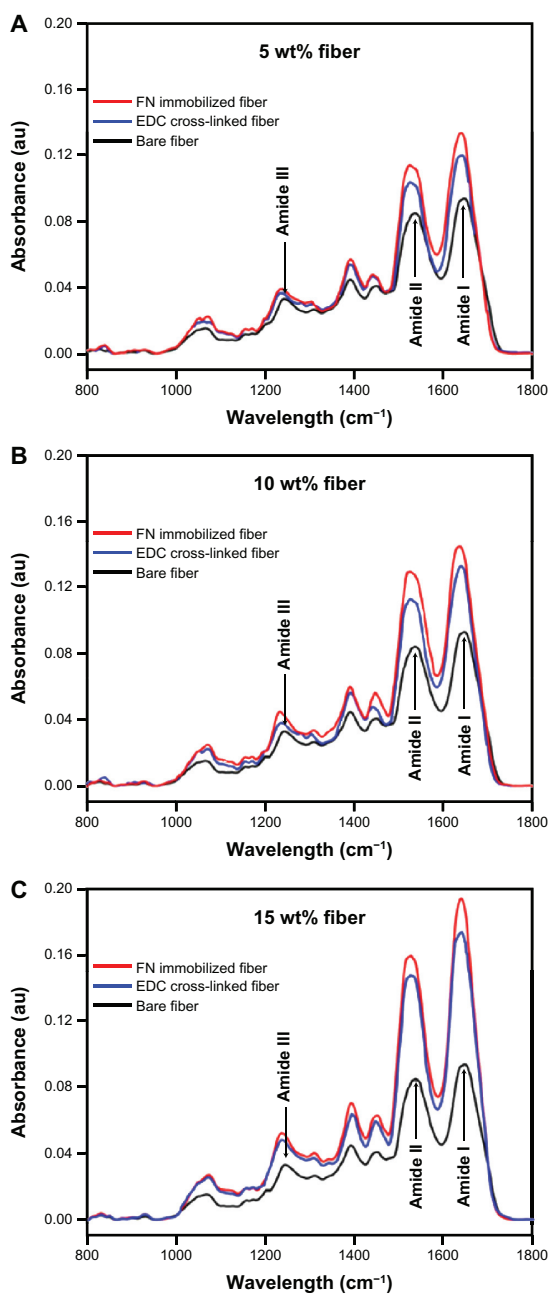 A
5 wt% fiber
FN immobilized fiber
EDC cross-linked fiber
Bare fiber
Absorbance (au)
0.20
0.16
0.12
0.08
0.04
0.00
Amide III
Amide II
Amide I
800 1000 1200 1400 1600 1800
Wavelength (cm⁻¹)
B
10 wt% fiber
FN immobilized fiber
EDC cross-linked fiber
Bare fiber
Absorbance (au)
0.20
0.16
0.12
0.08
0.04
0.00
Amide III
Amide II
Amide I
800 1000 1200 1400 1600 1800
Wavelength (cm⁻¹)
C
15 wt% fiber
FN immobilized fiber
EDC cross-linked fiber
Bare fiber
Absorbance (au)
0.20
0.16
0.12
0.08
0.04
0.00
Amide III
Amide II
Amide I
800 1000 1200 1400 1600 1800
Wavelength (cm⁻¹)